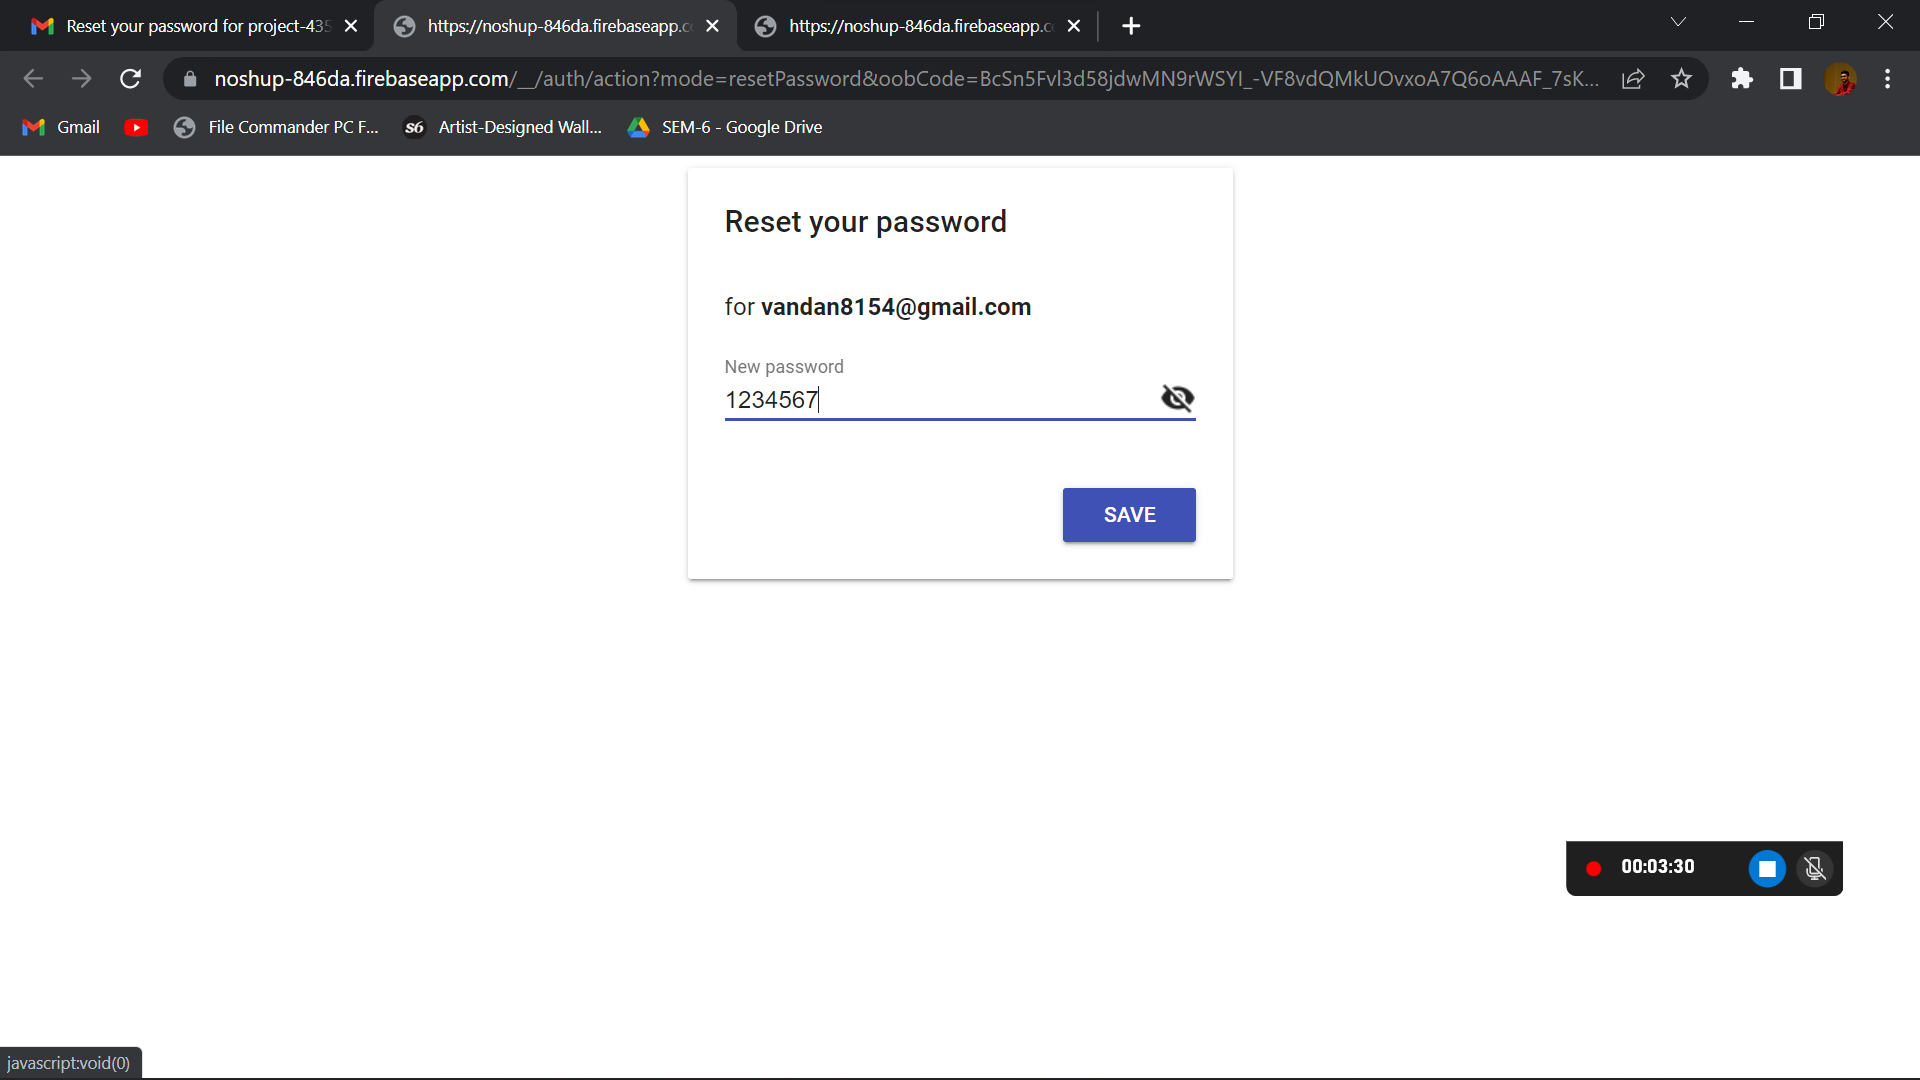 Reset your password for project-435
https://noshup-846da.firebaseapp.c
https://noshup-846da.firebaseapp.c
noshup-846da.firebaseapp.com/__/auth/action?mode=resetPassword&oobCode=BcSn5Fvl3d58jdwMN9rWSYI_-VF8vdQMkUOvxoA7Q6oAAAF_7sK...
Gmail
File Commander PC F...
S6 Artist-Designed Wall...
SEM-6 - Google Drive
Reset your password
for vandan8154@gmail.com
New password
1234567
SAVE
00:03:30
javascript:void(0)